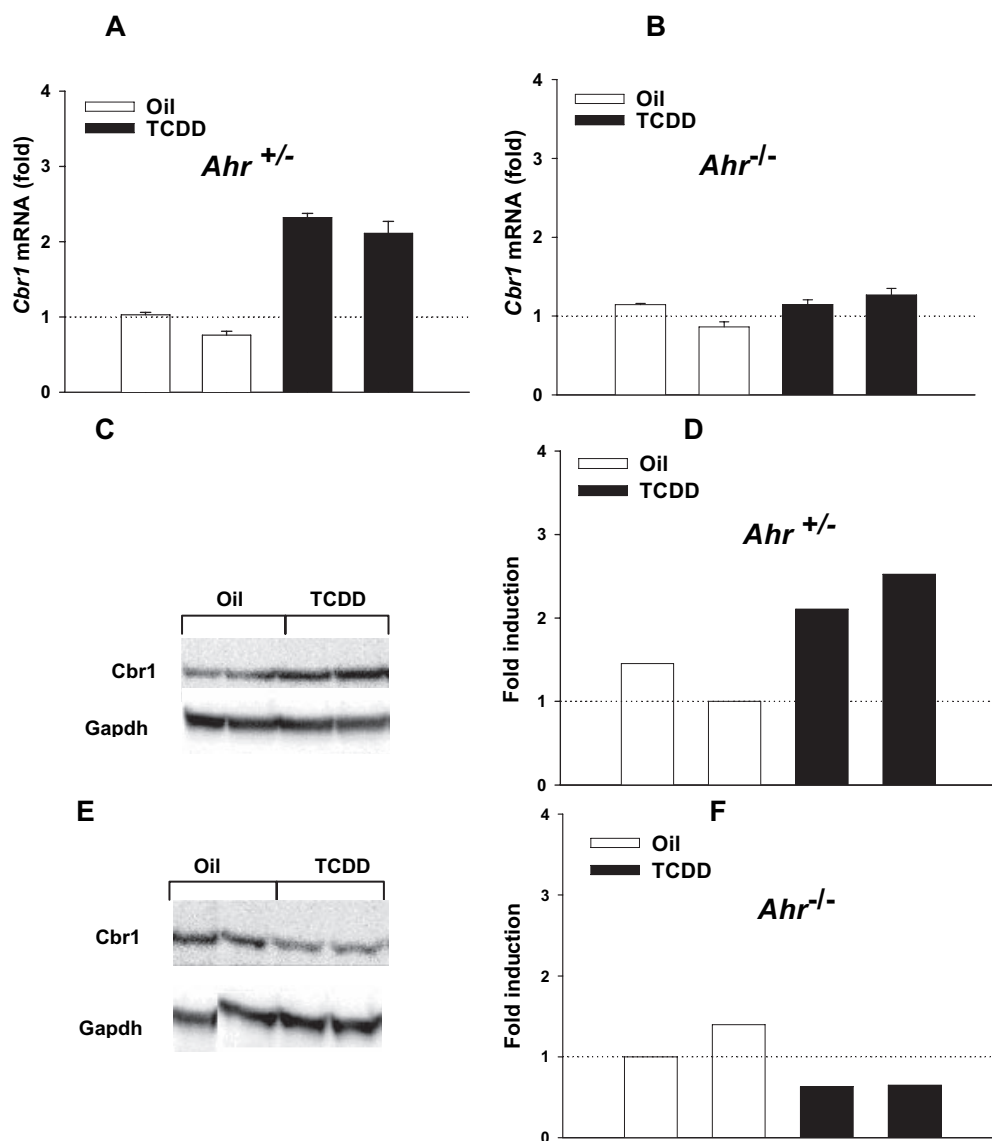 A
Oil
TCDD
Ahr +/-
Cbr1 mRNA (fold)
4
3
2
1
0
B
Oil
TCDD
Ahr-/-
Cbr1 mRNA (fold)
4
3
2
1
0
C
Oil TCDD
Cbr1
Gapdh
D
Oil
TCDD
Ahr +/-
Fold induction
4
3
2
1
0
E
Oil TCDD
Cbr1
Gapdh
F
Oil
TCDD
Ahr-/-
Fold induction
4
3
2
1
0